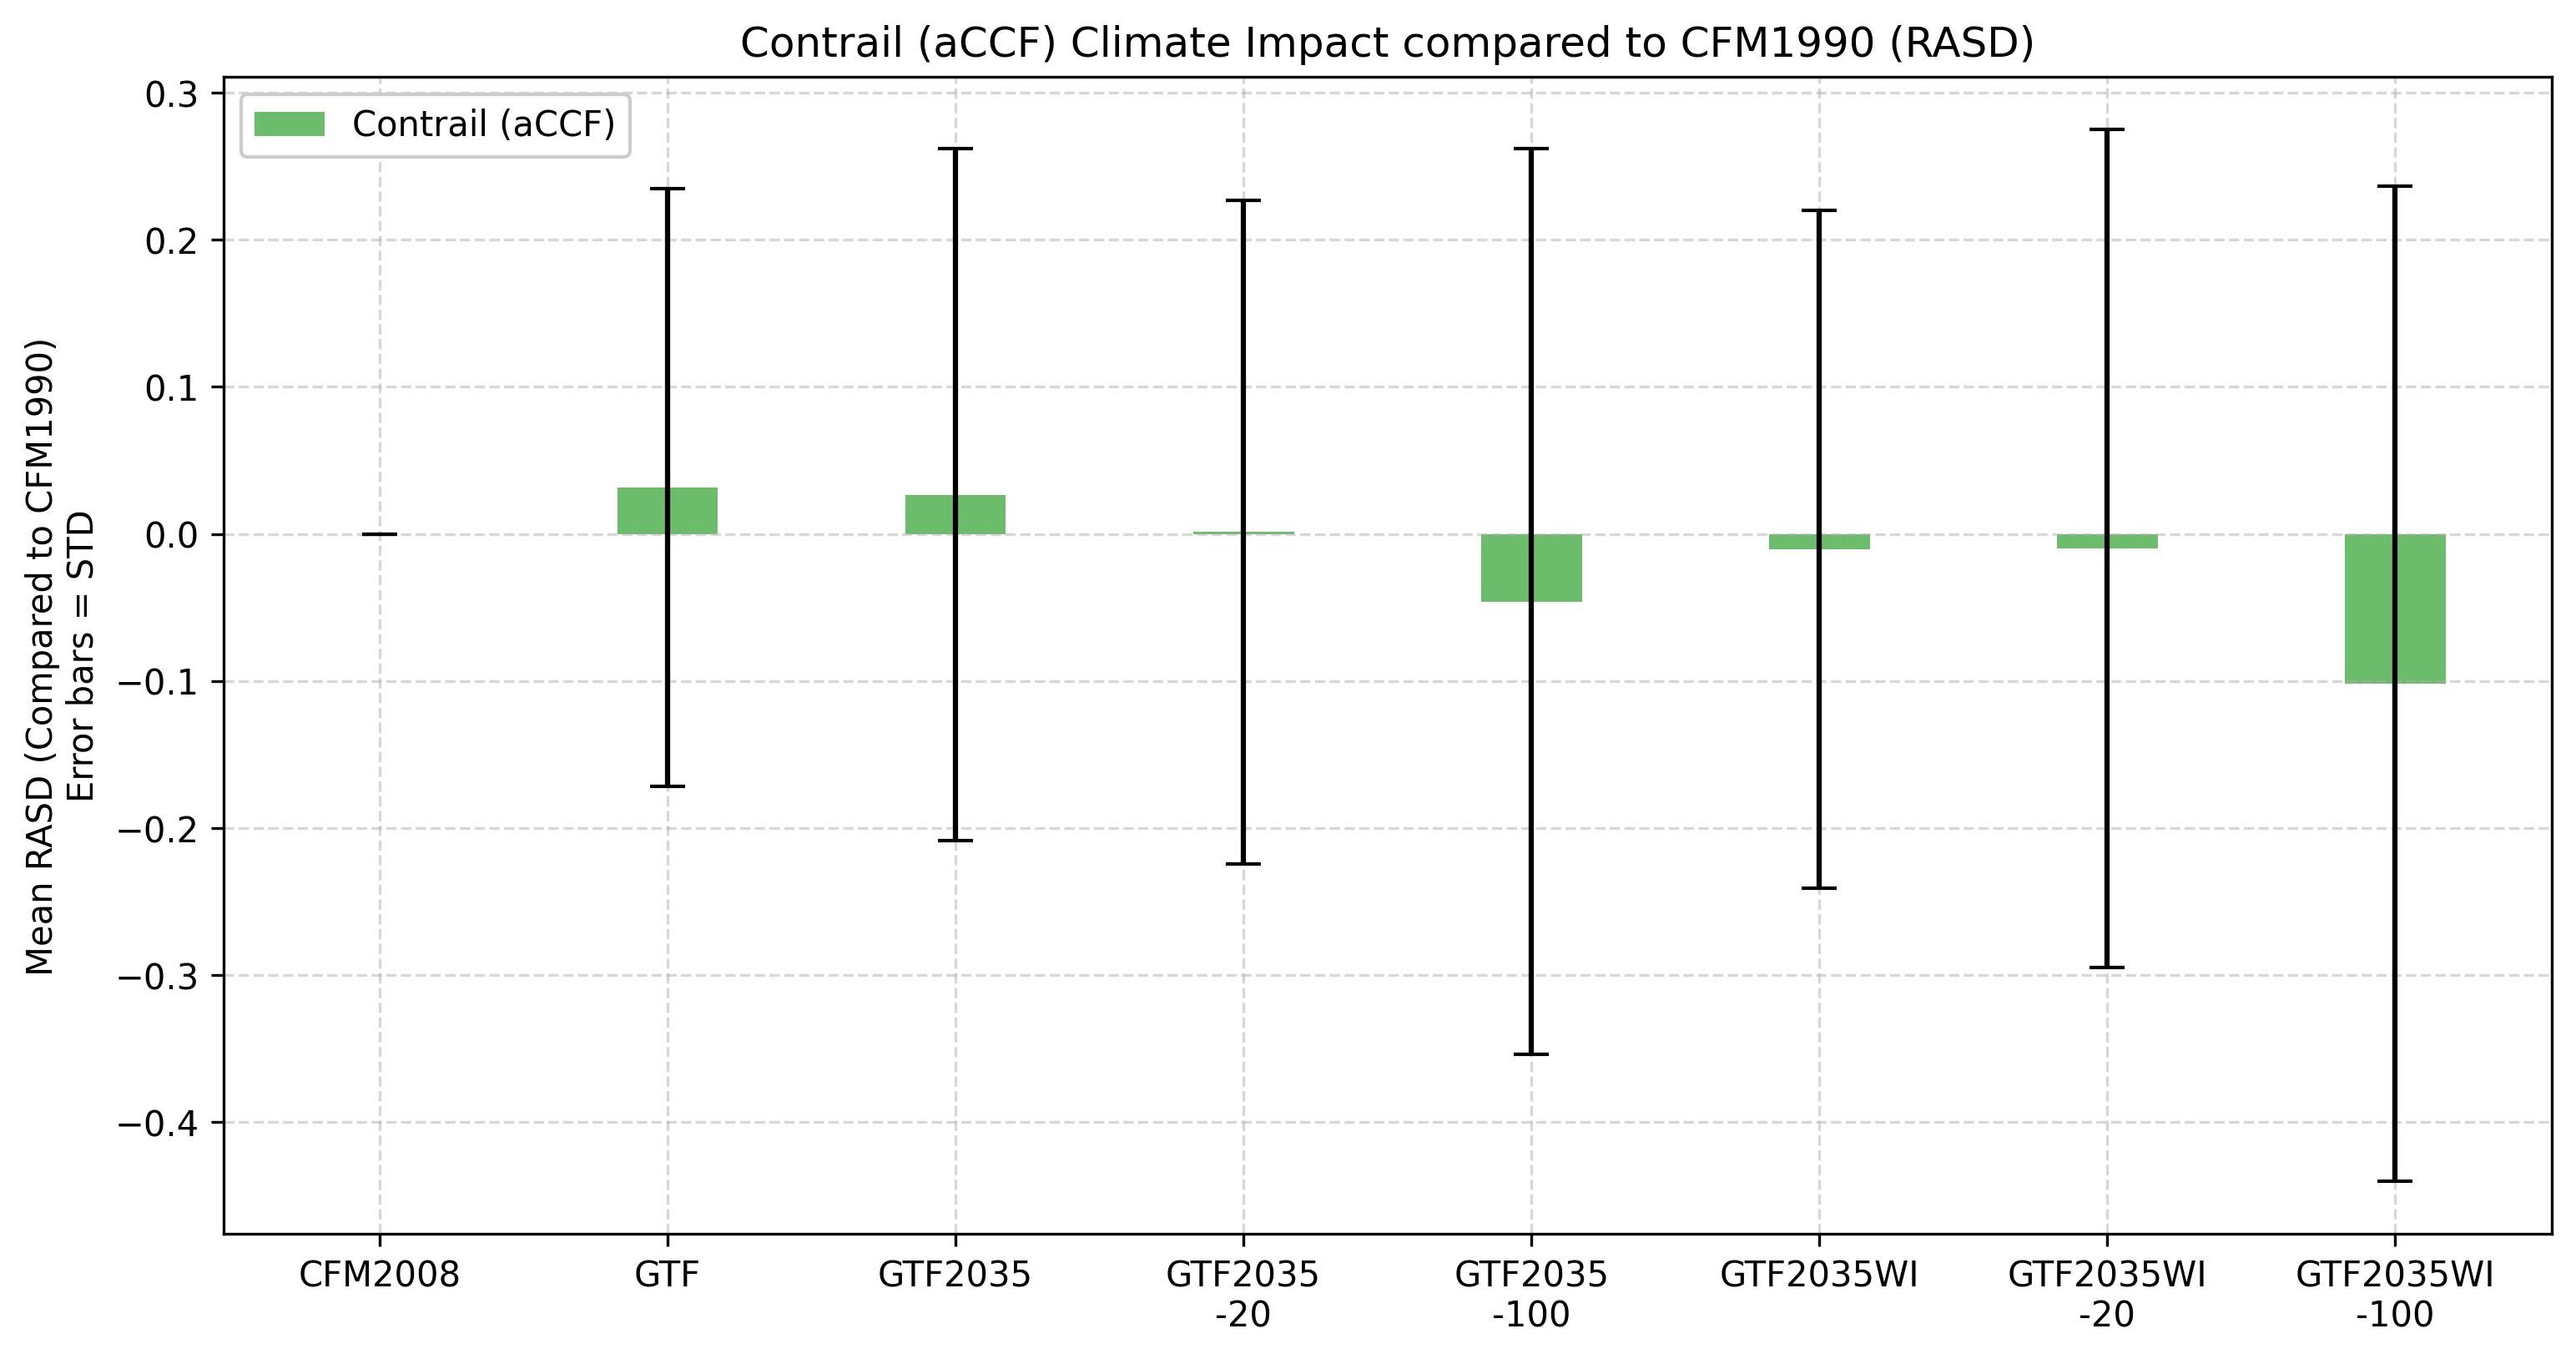 Contrail (aCCF) Climate Impact compared to CFM1990 (RASD)
Contrail (aCCF)
Mean RASD (Compared to CFM1990)
Error bars = STD
0.3
0.2
0.1
0.0
−0.1
−0.2
−0.3
−0.4
CFM2008
GTF
GTF2035
GTF2035
-20
GTF2035
-100
GTF2035WI
GTF2035WI
-20
GTF2035WI
-100